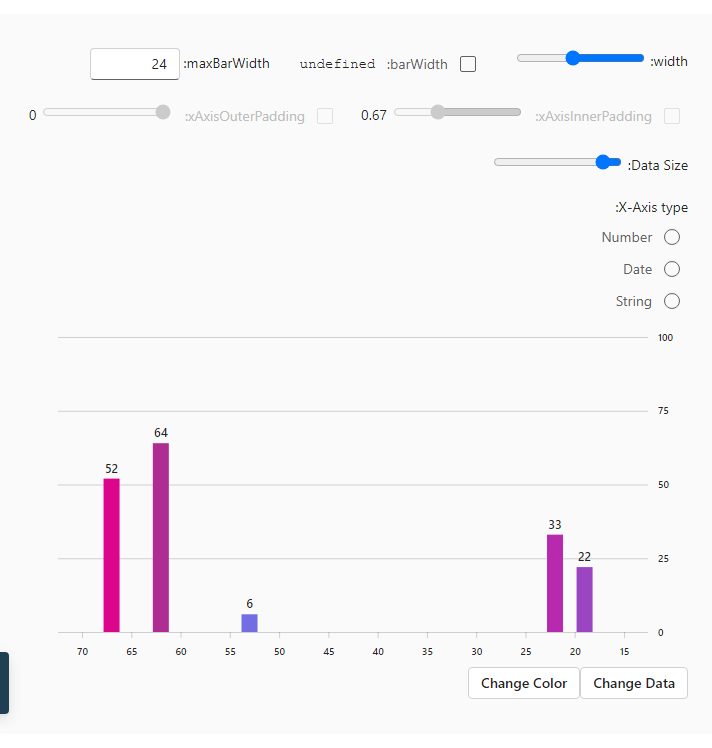 :width
:barWidth undefined
:maxBarWidth 24
:xAxisInnerPadding 0.67
:xAxisOuterPadding 0
:Data Size
:X-Axis type
Number
Date
String
100
75
50
25
0
52
64
6
33
22
70 65 60 55 50 45 40 35 30 25 20 15
Change Color Change Data